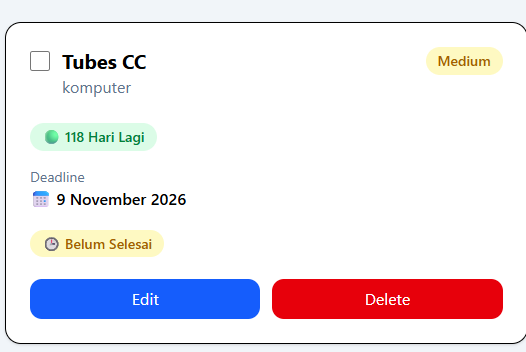 Tubes CC
Medium
komputer
118 Hari Lagi
Deadline
9 November 2026
Belum Selesai
Edit
Delete